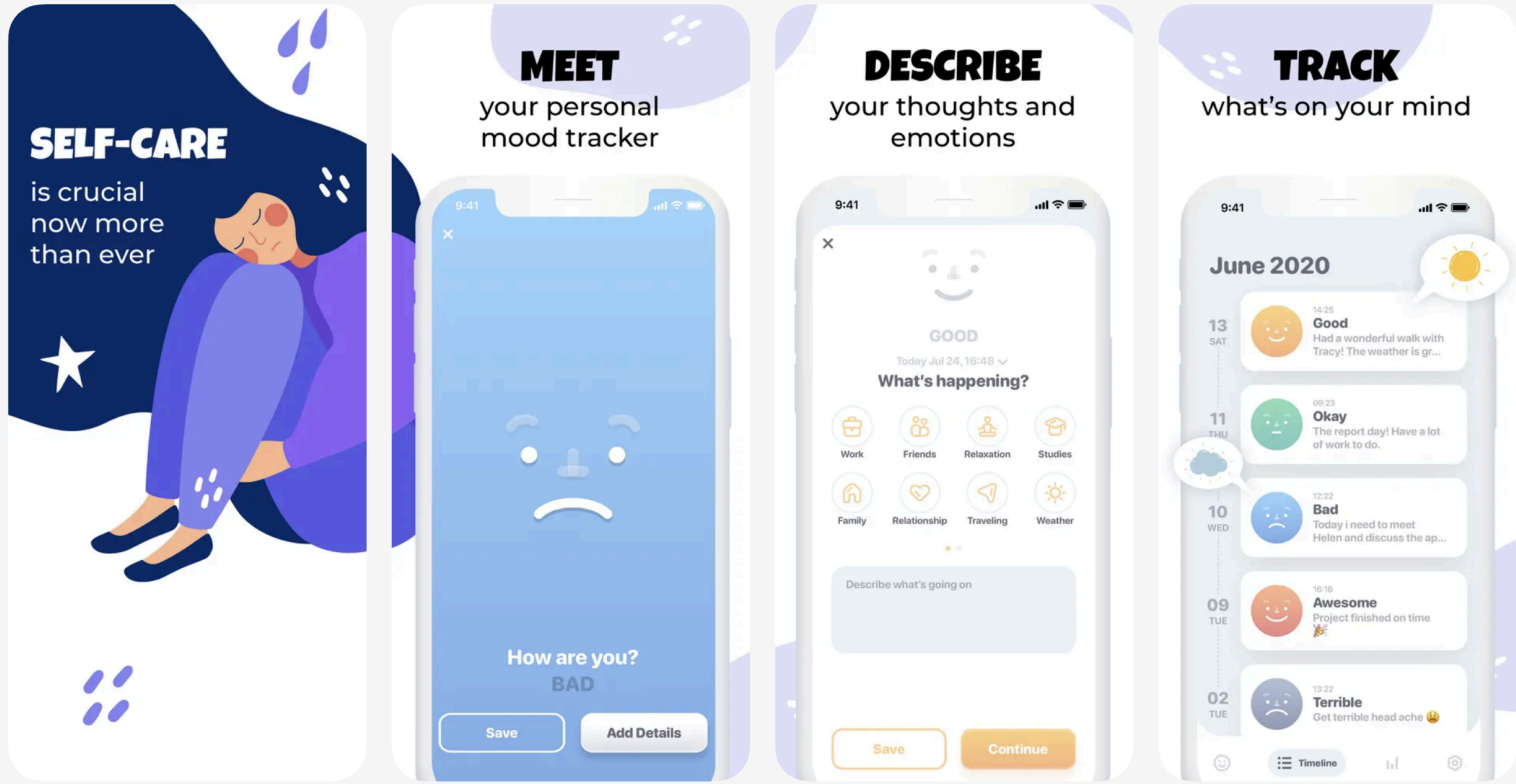 SELF-CARE
is crucial
now more
than ever
MEET
your personal
mood tracker
9:41
How are you?
BAD
Save
Add Details
DESCRIBE
your thoughts and
emotions
9:41
GOOD
Today Jul 24, 16:48
What's happening?
Work
Friends
Relaxation
Studies
Family
Relationship
Traveling
Weather
Describe what's going on
Save
Continue
TRACK
what's on your mind
9:41
June 2020
13
SAT
14:25
Good
Had a wonderful walk with
Tracy! The weather is gr...
11
THU
09:23
Okay
The report day! Have a lot
of work to do.
10
WED
12:22
Bad
Today i need to meet
Helen and discuss the ap...
09
TUE
16:16
Awesome
Project finished on time
🎉
02
TUE
13:22
Terrible
Get terrible head ache 😫
Timeline